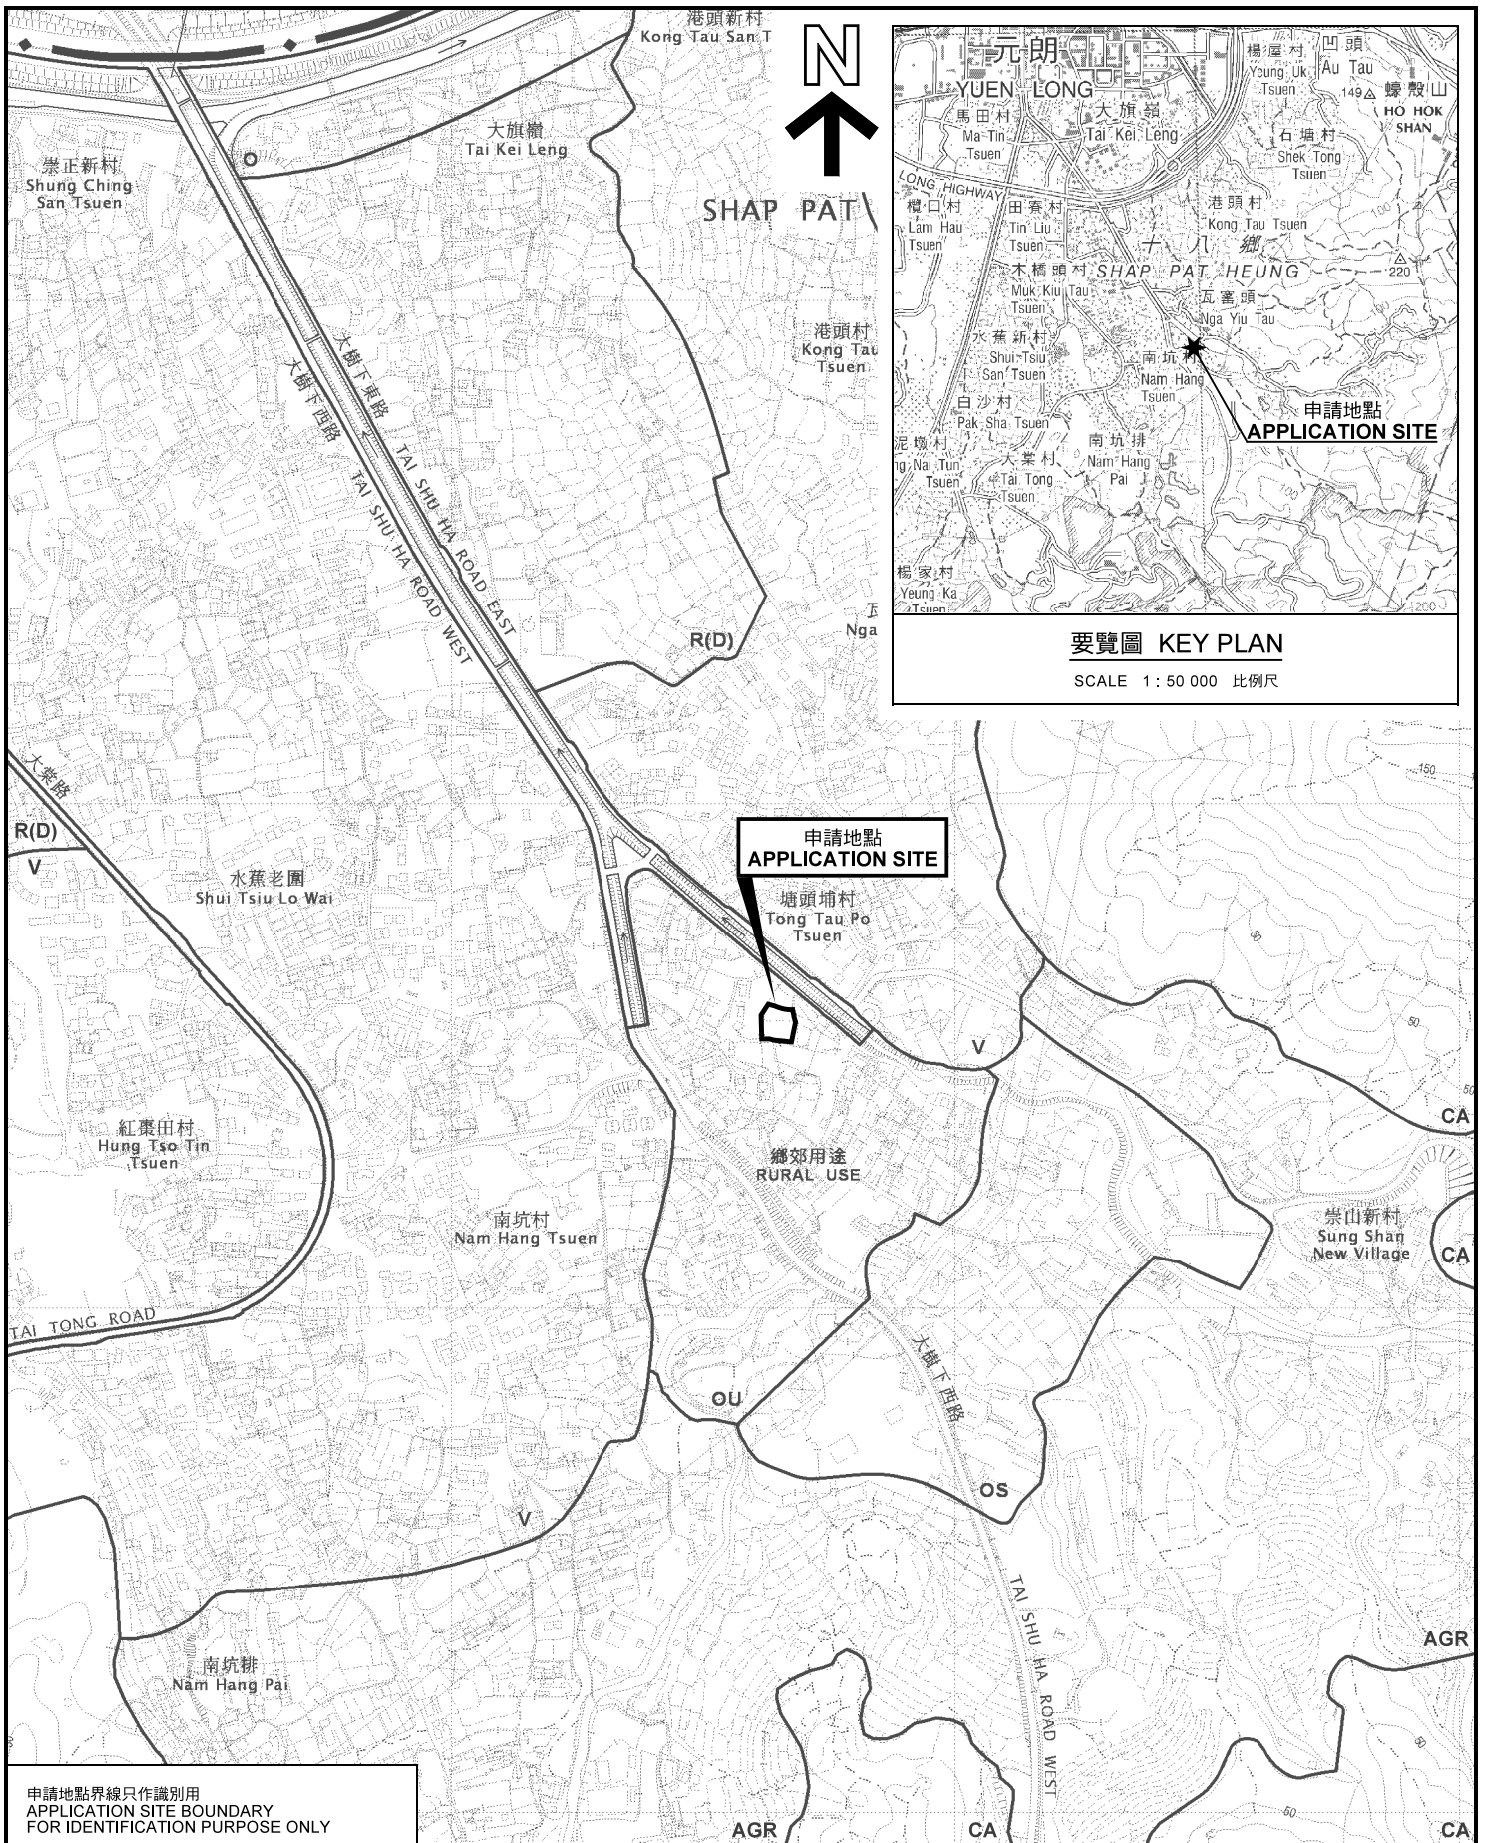 港頭新村
Kong Tau San T
N
大旗嶺
Tai Kei Leng
崇正新村
Shung Ching
San Tsuen
SHAP PAT
港頭村
Kong Tau
Tsuen
大樹下東路
大樹下西路
TAI SHU HA ROAD EAST
TAI SHU HA ROAD WEST
R(D)
Nga
元朗
YUEN LONG
楊屋村
Yeung Uk
Tsuen
凹頭
Au Tau
149
蠔殼山
HO HOK
SHAN
馬田村
Ma Tin
Tsuen
大旗嶺
Tai Kei Leng
石塘村
Shek Tong
Tsuen
LONG HIGHWAY
欖口村
Lam Hau
Tsuen
田寮村
Tin Liu
Tsuen
港頭村
Kong Tau Tsuen
100
十八鄉
SHAP PAT HEUNG
220
木橋頭村
Muk Kiu Tau
Tsuen
瓦窰頭
Nga Yiu Tau
水蕉新村
Shui Tsiu
San Tsuen
南坑村
Nam Hang
Tsuen
白沙村
Pak Sha Tsuen
申請地點
APPLICATION SITE
泥墩村
ng Na Tun
Tsuen
大棠村
Tai Tong
Tsuen
南坑排
Nam Hang
Pai
楊家村
Yeung Ka
Tsuen
200
要覽圖 KEY PLAN
SCALE 1 : 50 000 比例尺
大棠路
R(D)
V
150
申請地點
APPLICATION SITE
水蕉老圍
Shui Tsiu Lo Wai
塘頭埔村
Tong Tau Po
Tsuen
50
50
V
50
CA
紅棗田村
Hung Tso Tin
Tsuen
鄉郊用途
RURAL USE
南坑村
Nam Hang Tsuen
崇山新村
Sung Shan
New Village
CA
TAI TONG ROAD
大樹下西路
OU
OS
V
TAI SHU HA ROAD WEST
AGR
南坑排
Nam Hang Pai
50
50
AGR
CA
CA
申請地點界線只作識別用
APPLICATION SITE BOUNDARY
FOR IDENTIFICATION PURPOSE ONLY